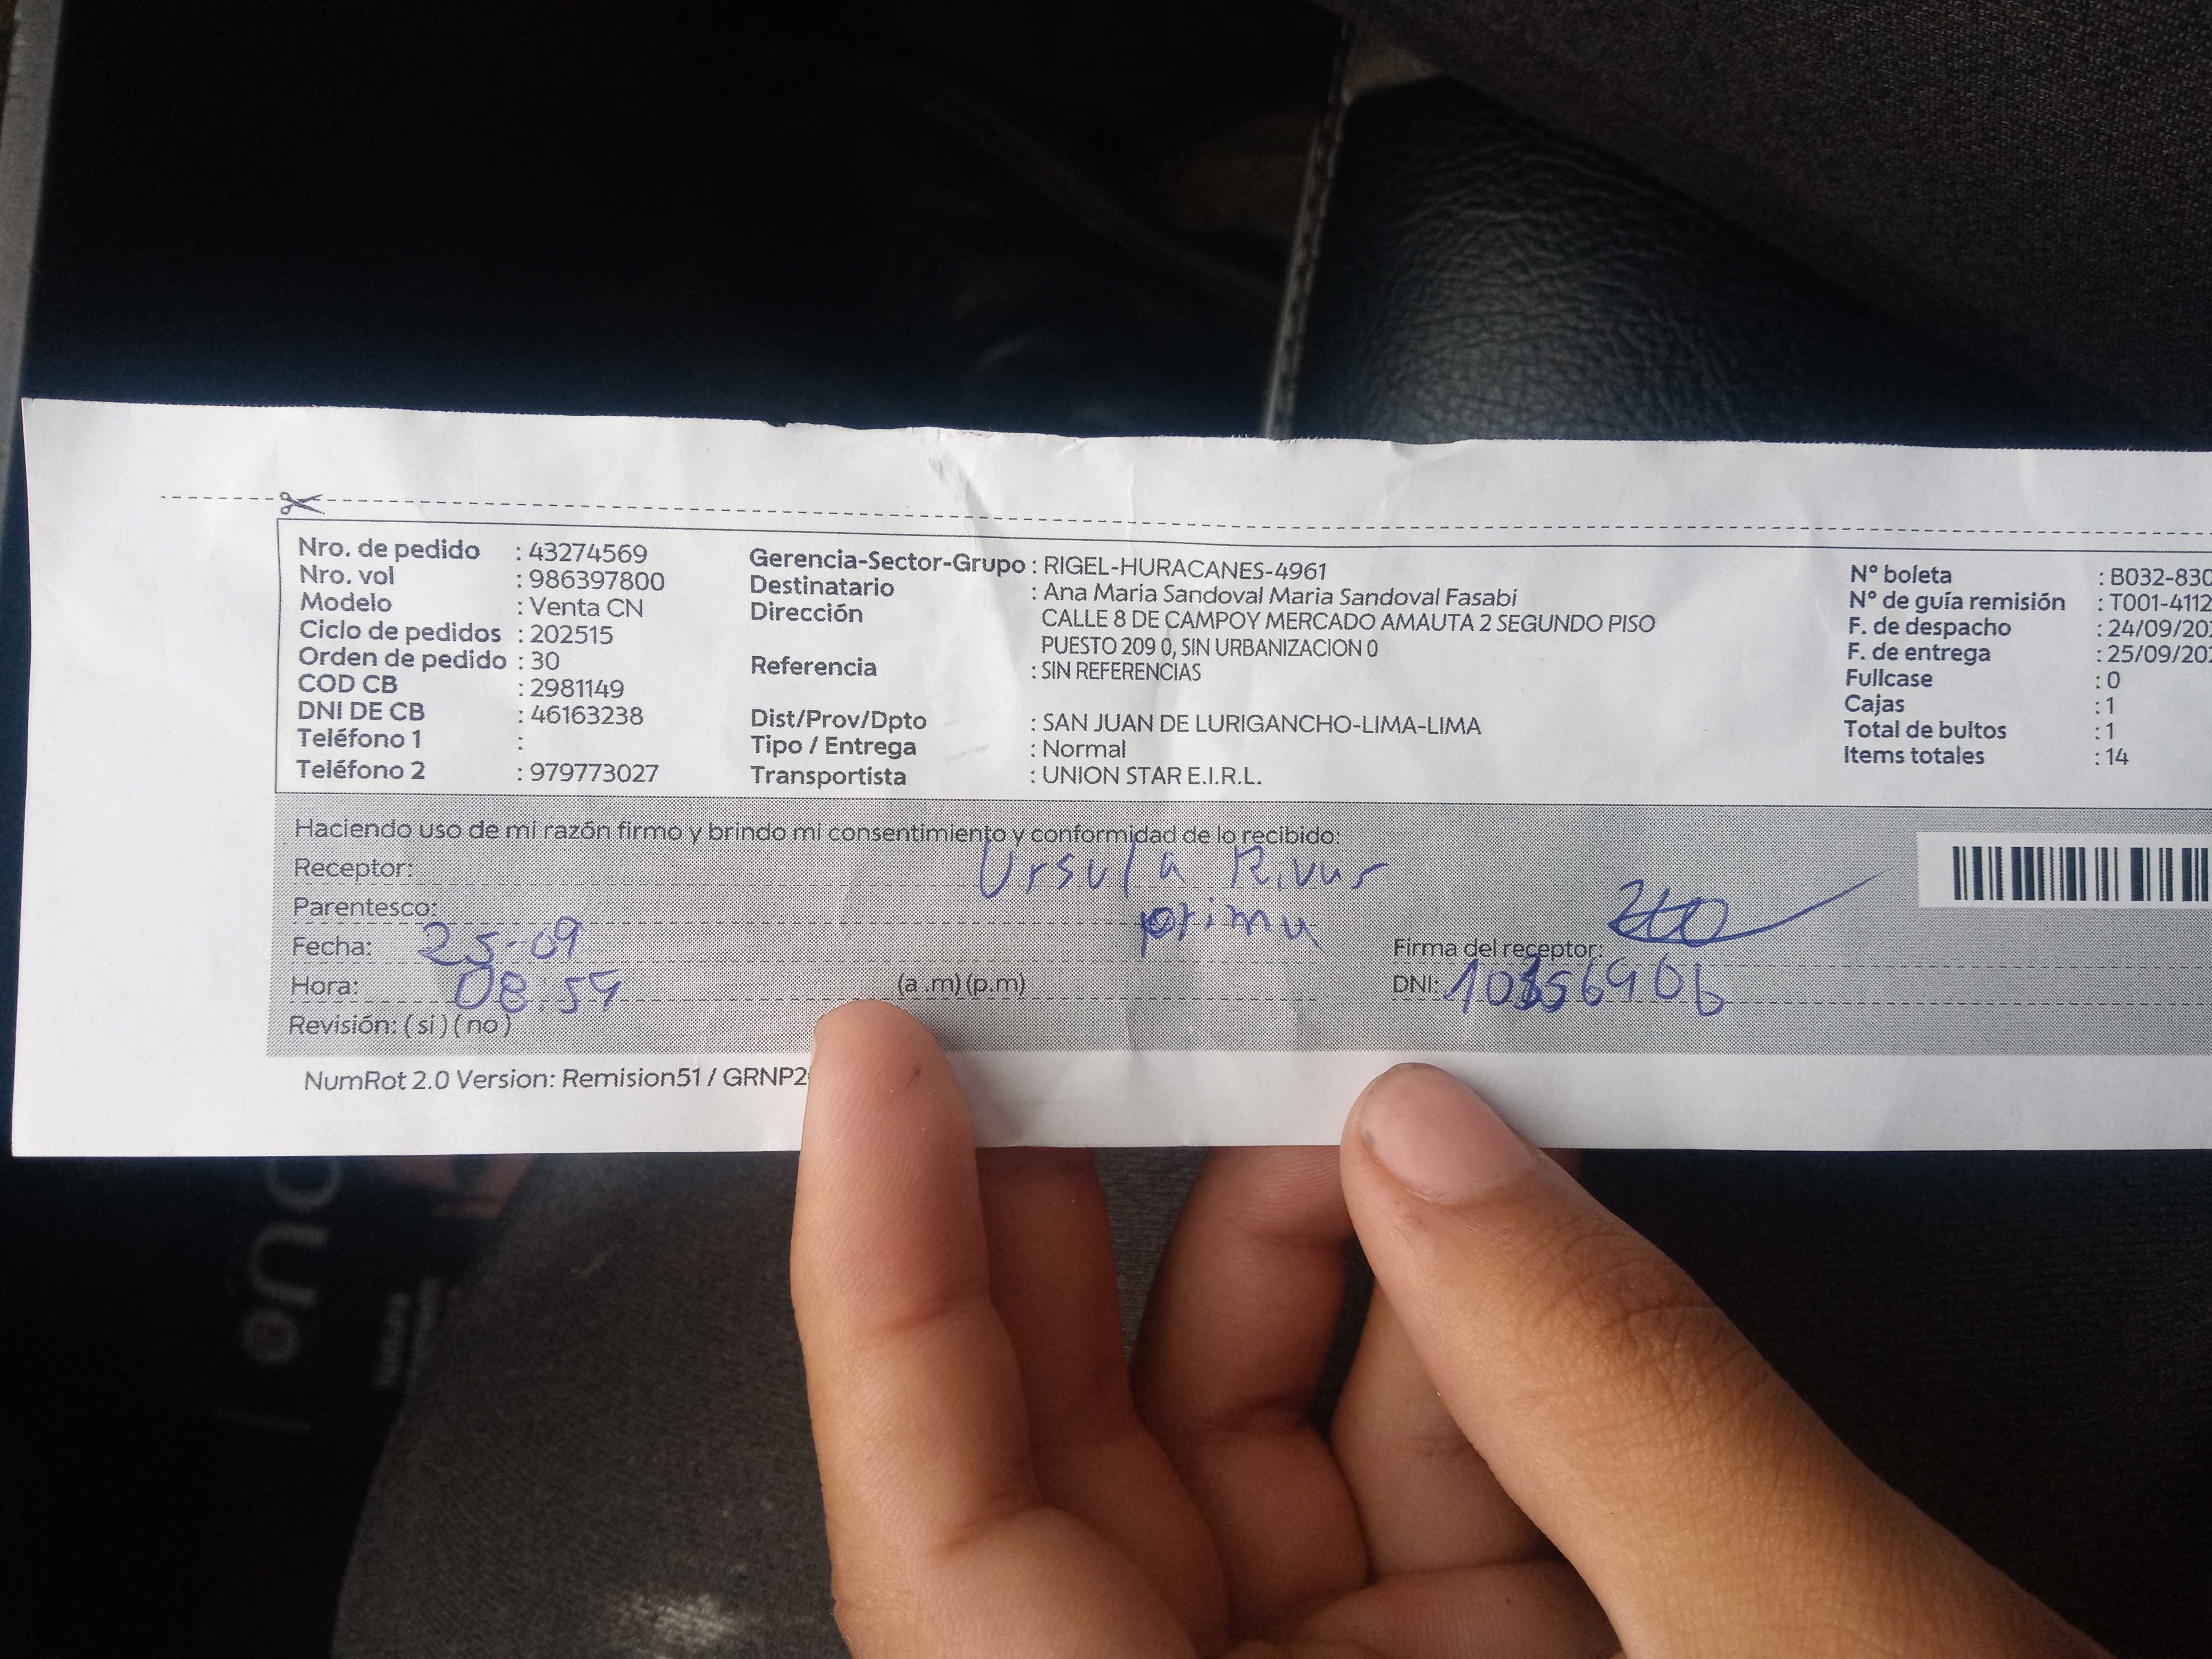 Nro. de pedido : 43274569
Nro. vol : 986397800
Modelo : Venta CN
Ciclo de pedidos : 202515
Orden de pedido : 30
COD CB : 2981149
DNI DE CB : 46163238
Teléfono 1 :
Teléfono 2 : 979773027
Gerencia-Sector-Grupo : RIGEL-HURACANES-4961
Destinatario : Ana Maria Sandoval Maria Sandoval Fasabi
Dirección CALLE 8 DE CAMPOY MERCADO AMAUTA 2 SEGUNDO PISO
PUESTO 209 0, SIN URBANIZACION 0
Referencia : SIN REFERENCIAS
Dist/Prov/Dpto : SAN JUAN DE LURIGANCHO-LIMA-LIMA
Tipo / Entrega : Normal
Transportista : UNION STAR E.I.R.L.
N° boleta : B032-830
N° de guía remisión : T001-4112
F. de despacho : 24/09/202
F. de entrega : 25/09/202
Fullcase : 0
Cajas : 1
Total de bultos : 1
Items totales : 14
Haciendo uso de mi razón firmo y brindo mi consentimiento y conformidad de lo recibido:
Receptor: Ursula Rivas
Parentesco: prima
Fecha: 25-09
Firma del receptor:
Hora: 08:54 (a .m) (p.m)
DNI:
Revisión: ( si ) ( no )
NumRot 2.0 Version: Remision51 / GRNP2